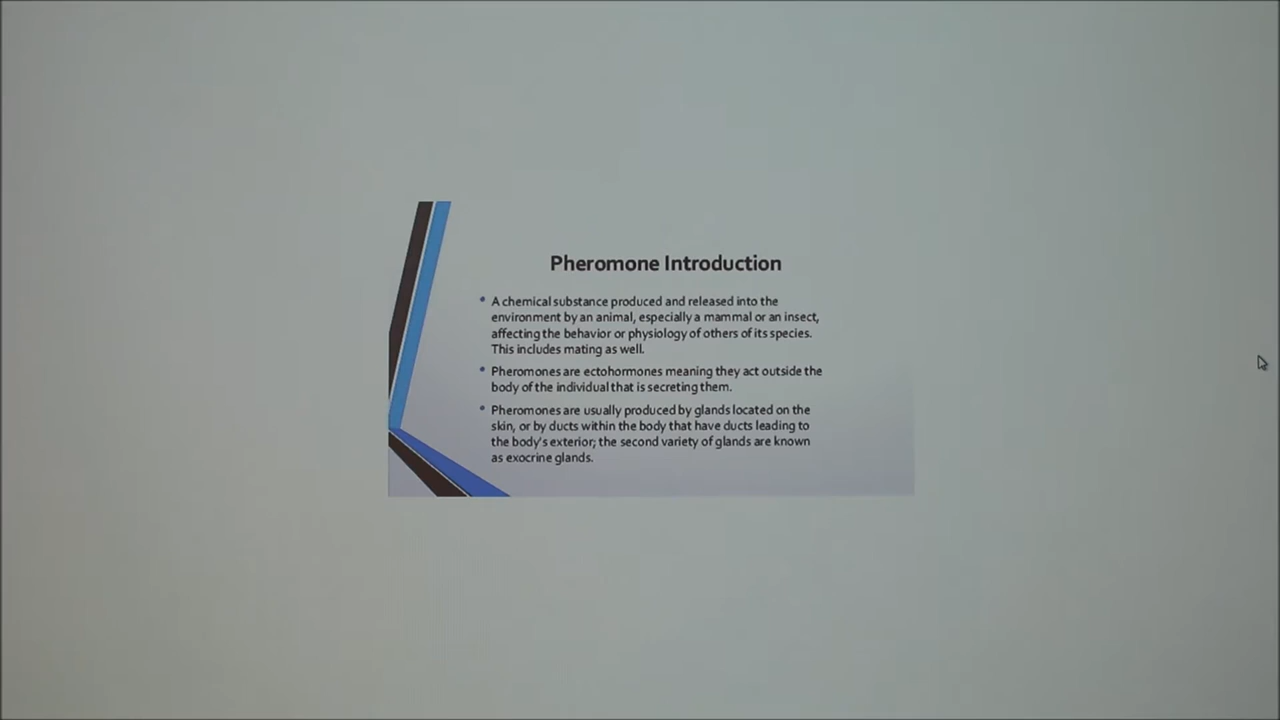 Pheromone Introduction
• A chemical substance produced and released into the
environment by an animal, especially a mammal or an insect,
affecting the behavior or physiology of others of its species.
This includes mating as well.
• Pheromones are ectohormones meaning they act outside the
body of the individual that is secreting them.
• Pheromones are usually produced by glands located on the
skin, or by ducts within the body that have ducts leading to
the body's exterior; the second variety of glands are known
as exocrine glands.